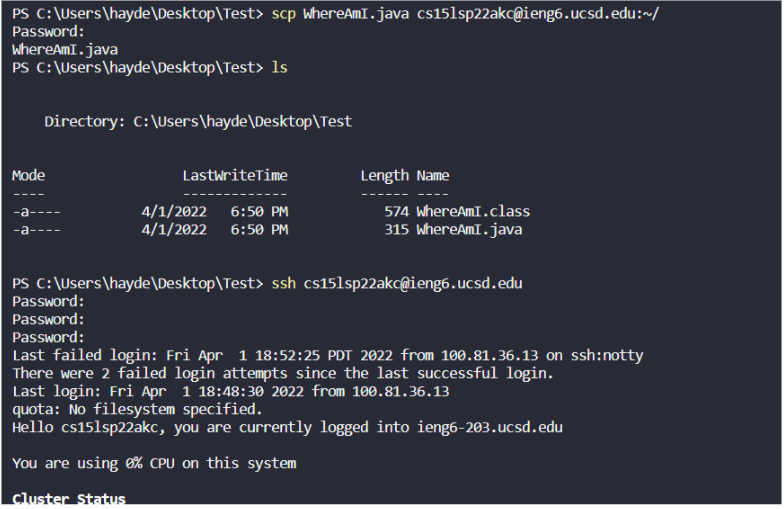 PS C:\Users\hayde\Desktop\Test> scp WhereAmI.java cs15lsp22akc@ieng6.ucsd.edu:~/
Password:
WhereAmI.java
PS C:\Users\hayde\Desktop\Test> ls
Directory: C:\Users\hayde\Desktop\Test
Mode LastWriteTime Length Name
---- ------------- ------ ----
-a---- 4/1/2022 6:50 PM 574 WhereAmI.class
-a---- 4/1/2022 6:50 PM 315 WhereAmI.java
PS C:\Users\hayde\Desktop\Test> ssh cs15lsp22akc@ieng6.ucsd.edu
Password:
Password:
Password:
Last failed login: Fri Apr  1 18:52:25 PDT 2022 from 100.81.36.13 on ssh:notty
There were 2 failed login attempts since the last successful login.
Last login: Fri Apr  1 18:48:30 2022 from 100.81.36.13
quota: No filesystem specified.
Hello cs15lsp22akc, you are currently logged into ieng6-203.ucsd.edu
You are using 0% CPU on this system
Cluster Status